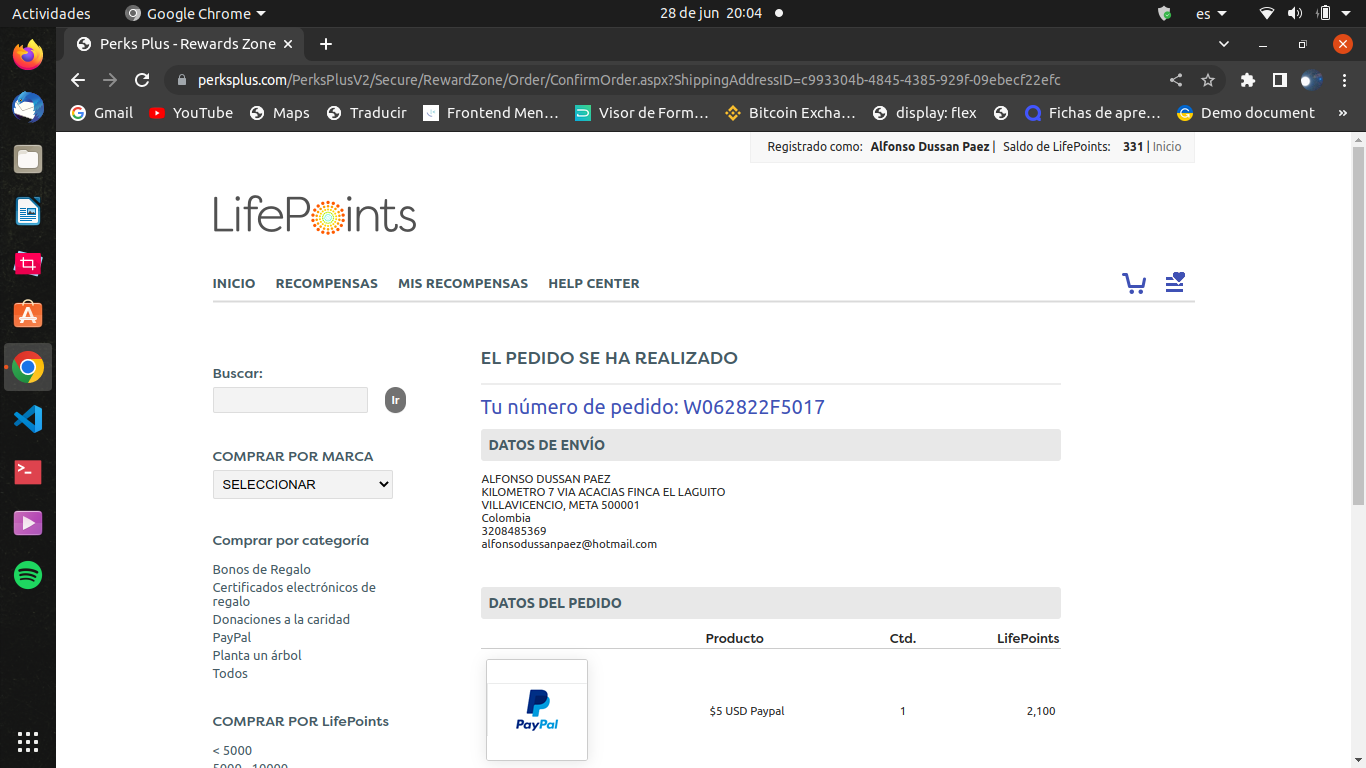 Actividades
Google Chrome
28 de jun 20:04
es
Perks Plus - Rewards Zone
perksplus.com/PerksPlusV2/Secure/RewardZone/Order/ConfirmOrder.aspx?ShippingAddressID=c993304b-4845-4385-929f-09ebecf22efc
Gmail
YouTube
Maps
Traducir
Frontend Men...
Visor de Form...
Bitcoin Excha...
display: flex
Fichas de apre...
Demo document
»
Registrado como: Alfonso Dussan Paez | Saldo de LifePoints: 331 | Inicio
LifePoints
INICIO
RECOMPENSAS
MIS RECOMPENSAS
HELP CENTER
Buscar:
Ir
COMPRAR POR MARCA
SELECCIONAR
Comprar por categoría
Bonos de Regalo
Certificados electrónicos de
regalo
Donaciones a la caridad
PayPal
Planta un árbol
Todos
COMPRAR POR LifePoints
< 5000
5000 - 10000
EL PEDIDO SE HA REALIZADO
Tu número de pedido: W062822F5017
DATOS DE ENVÍO
ALFONSO DUSSAN PAEZ
KILOMETRO 7 VIA ACACIAS FINCA EL LAGUITO
VILLAVICENCIO, META 500001
Colombia
3208485369
alfonsodussanpaez@hotmail.com
DATOS DEL PEDIDO
Producto
Ctd.
LifePoints
PayPal
$5 USD Paypal
1
2,100